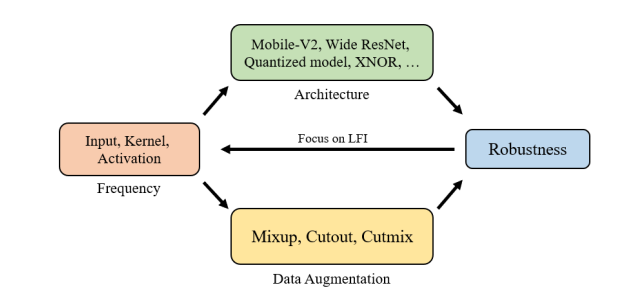 Mobile-V2, Wide ResNet,
Quantized model, XNOR, …
Architecture
Input, Kernel,
Activation
Frequency
Focus on LFI
Robustness
Mixup, Cutout, Cutmix
Data Augmentation